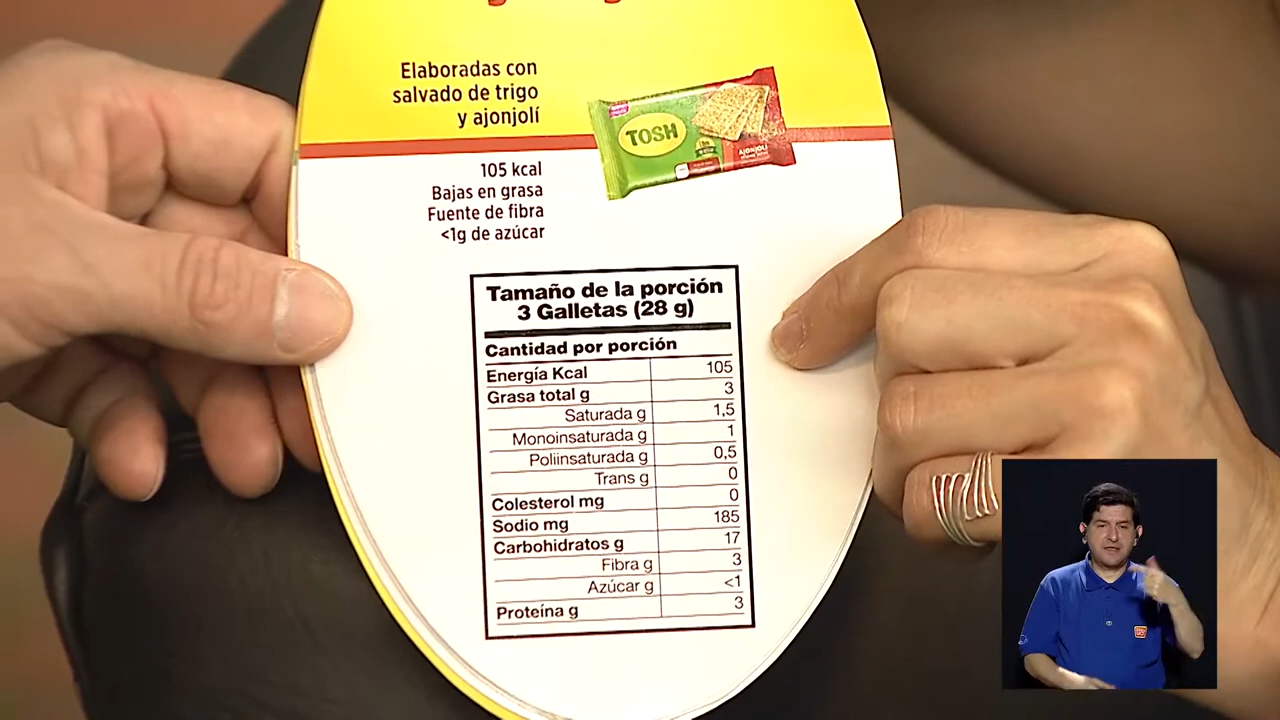 Elaboradas con
salvado de trigo
y ajonjolí
TOSH
AJONJOLÍ
105 kcal
Bajas en grasa
Fuente de fibra
<1g de azúcar
Tamaño de la porción
3 Galletas (28 g)
Cantidad por porción
Energía Kcal 105
Grasa total g 3
Saturada g 1,5
Monoinsaturada g 1
Poliinsaturada g 0,5
Trans g 0
Colesterol mg 0
Sodio mg 185
Carbohidratos g 17
Fibra g 3
Azúcar g <1
Proteína g 3